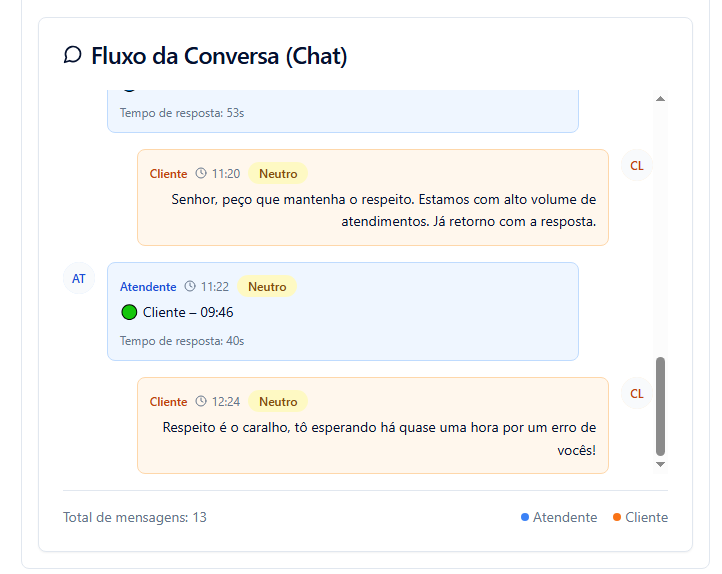 Fluxo da Conversa (Chat)
Tempo de resposta: 53s
Cliente 11:20 Neutro
CL
Senhor, peço que mantenha o respeito. Estamos com alto volume de
atendimentos. Já retorno com a resposta.
AT
Atendente 11:22 Neutro
Cliente – 09:46
Tempo de resposta: 40s
Cliente 12:24 Neutro
CL
Respeito é o caralho, tô esperando há quase uma hora por um erro de
vocês!
Total de mensagens: 13
Atendente Cliente